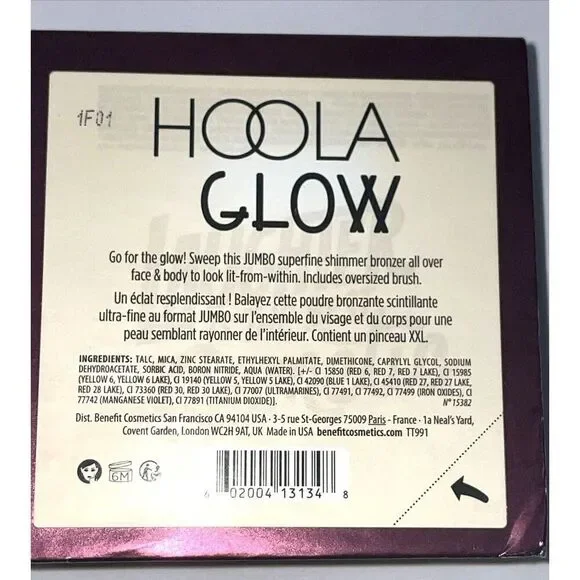 1F01
HOOLA
GLOW
Go for the glow! Sweep this JUMBO superfine shimmer bronzer all over
face & body to look lit-from-within. Includes oversized brush.
Un éclat resplendissant ! Balayez cette poudre bronzante scintillante
ultra-fine au format JUMBO sur l'ensemble du visage et du corps pour une
peau semblant rayonner de l'intérieur. Contient un pinceau XXL.
INGREDIENTS: TALC, MICA, ZINC STEARATE, ETHYLHEXYL PALMITATE, DIMETHICONE, CAPRYLYL GLYCOL, SODIUM
DEHYDROACETATE, SORBIC ACID, BORON NITRIDE, AQUA (WATER). [+/- CI 15850 (RED 6, RED 7, RED 7 LAKE), CI 15985
(YELLOW 6, YELLOW 6 LAKE), CI 19140 (YELLOW 5, YELLOW 5 LAKE), CI 42090 (BLUE 1 LAKE), CI 45410 (RED 27, RED 27 LAKE,
RED 28 LAKE), CI 73360 (RED 30, RED 30 LAKE), CI 77007 (ULTRAMARINES), CI 77491, CI 77492, CI 77499 (IRON OXIDES), CI
77742 (MANGANESE VIOLET), CI 77891 (TITANIUM DIOXIDE)].
N° 15382
Dist. Benefit Cosmetics San Francisco CA 94104 USA · 3-5 rue St-Georges 75009 Paris - France · 1a Neal's Yard,
Covent Garden, London WC2H 9AT, UK Made in USA benefitcosmetics.com TT991
6M
6 02004 13134 8